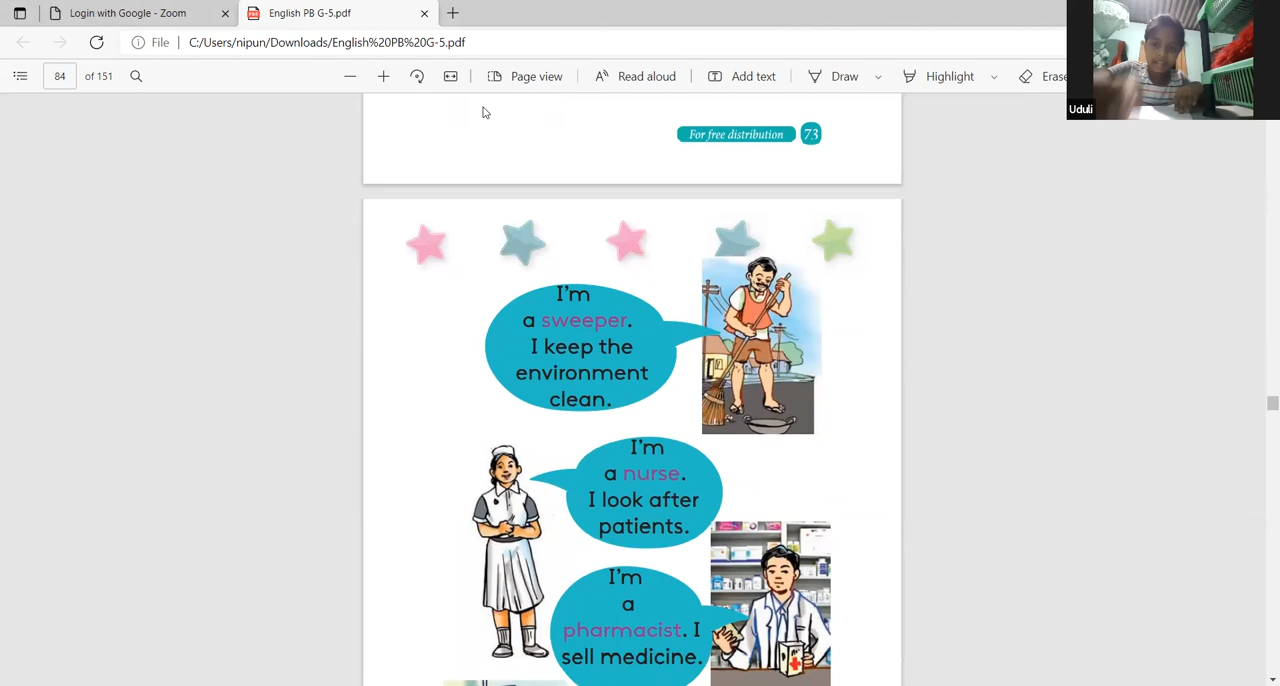 Login with Google - Zoom
English PB G-5.pdf
File
C:/Users/nipun/Downloads/English%20PB%20G-5.pdf
84
of 151
Page view
Read aloud
Add text
Draw
Highlight
Erase
Uduli
For free distribution 73
I'm
a sweeper.
I keep the
environment
clean.
I'm
a nurse.
I look after
patients.
I'm
a
pharmacist. I
sell medicine.